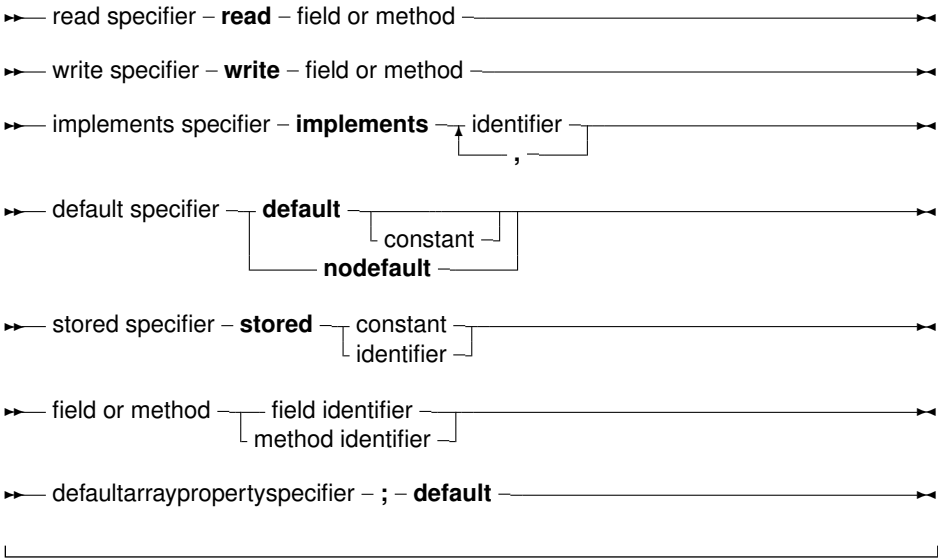 read specifier – read – field or method
write specifier – write – field or method
implements specifier – implements identifier
,
default specifier default
constant
nodefault
stored specifier – stored constant
identifier
field or method field identifier
method identifier
defaultarraypropertyspecifier – ; – default